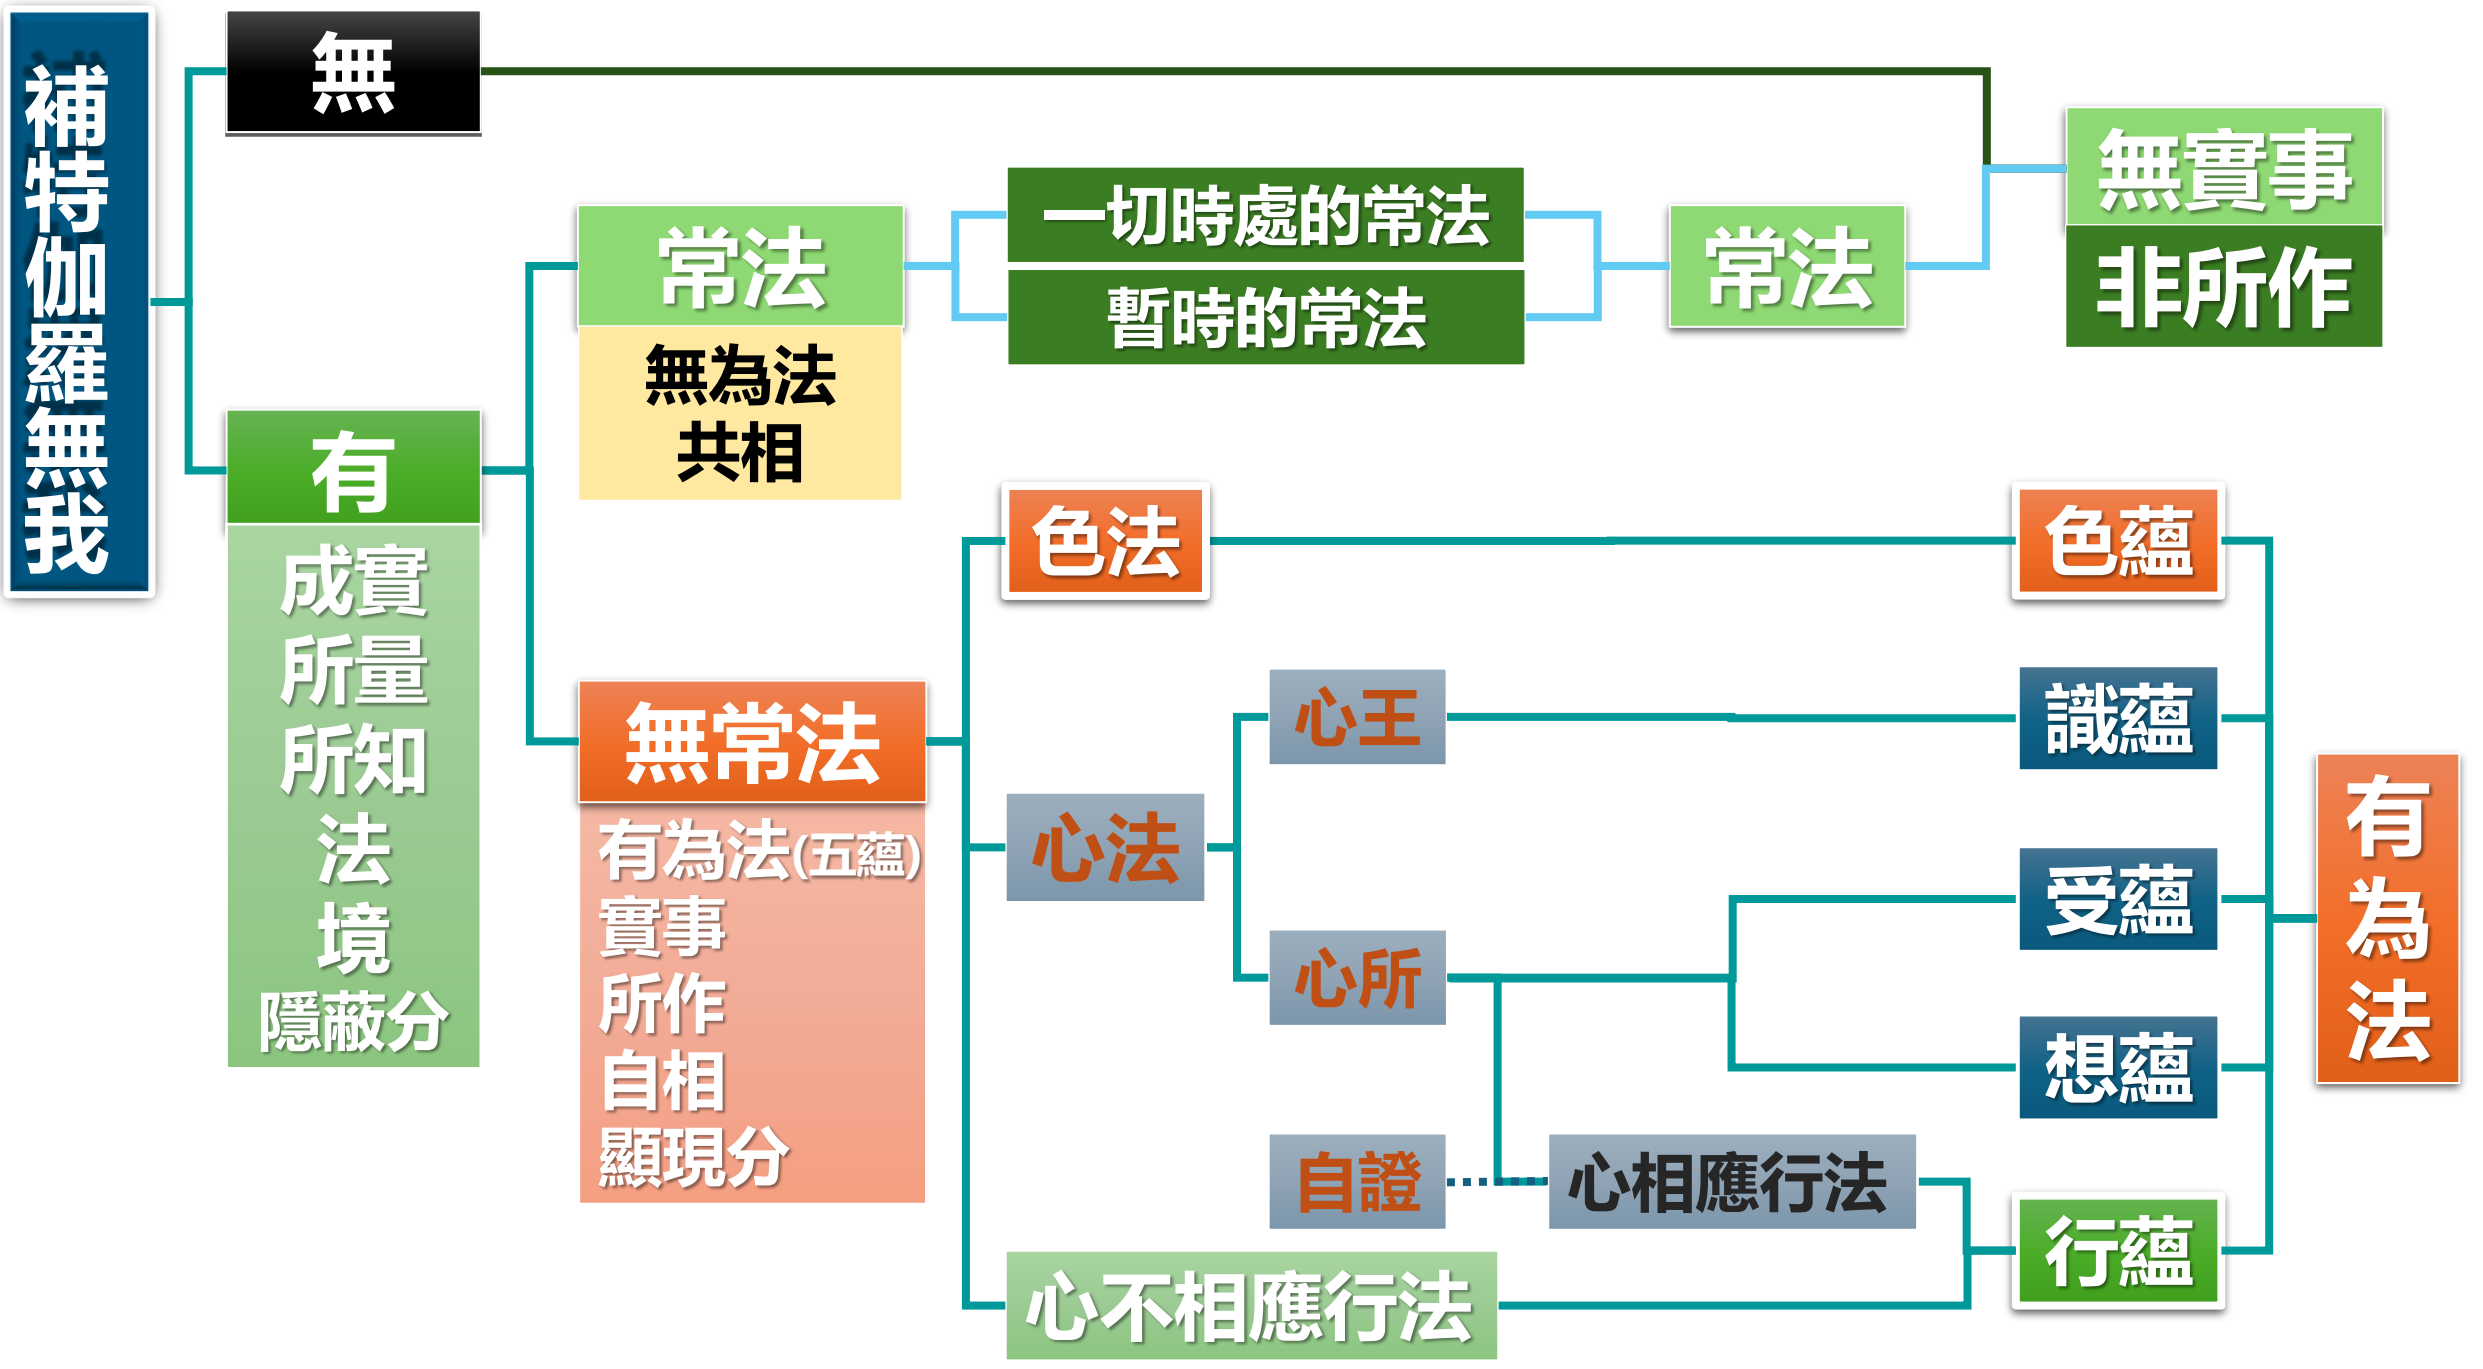 補特伽羅無我
無
有
成實
所量
所知
法
境
隱蔽分
常法
無為法
共相
一切時處的常法
暫時的常法
常法
無實事
非所作
無常法
有為法(五蘊)
實事
所作
自相
顯現分
色法
心法
心王
心所
自證
心相應行法
心不相應行法
色蘊
識蘊
受蘊
想蘊
行蘊
有為法